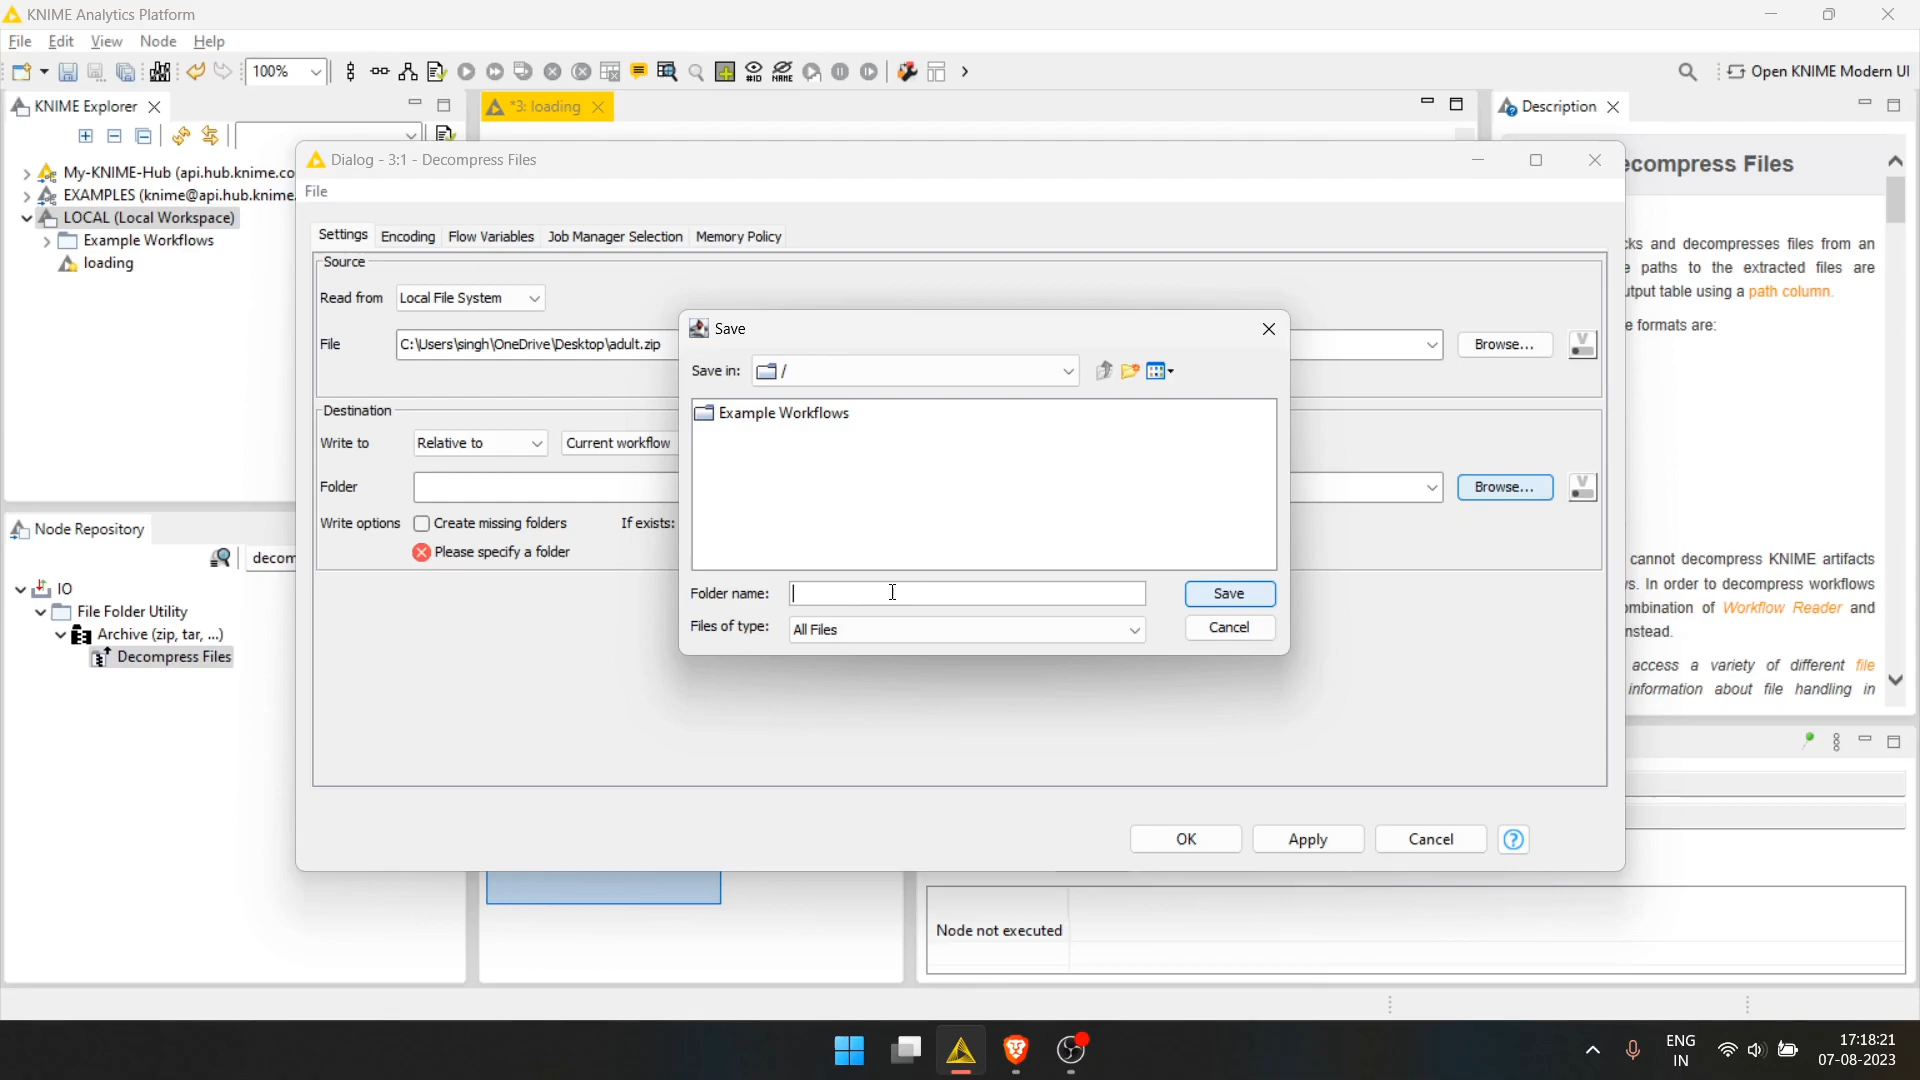 KNIME Analytics Platform
File Edit View Node Help
100% #ID NAME Open KNIME Modern UI
KNIME Explorer
*3: loading
Description
My-KNIME-Hub (api.hub.knime.co
EXAMPLES (knime@api.hub.knime.
LOCAL (Local Workspace)
Example Workflows
loading
Dialog - 3:1 - Decompress Files
File
Settings Encoding Flow Variables Job Manager Selection Memory Policy
Source
Read from Local File System
File C:\Users\singh\OneDrive\Desktop\adult.zip Browse... V
Destination
Write to Relative to Current workflow
Folder Browse... V
Write options Create missing folders If exists:
Please specify a folder
OK Apply Cancel ?
Save
Save in: /
Example Workflows
Folder name: Save
Files of type: All Files Cancel
ecompress Files
cks and decompresses files from an
e paths to the extracted files are
utput table using a path column.
e formats are:
cannot decompress KNIME artifacts
s. In order to decompress workflows
ombination of Workflow Reader and
nstead.
access a variety of different file
information about file handling in
Node Repository
decom
IO
File Folder Utility
Archive (zip, tar, ...)
Decompress Files
Node not executed
ENG
IN
17:18:21
07-08-2023